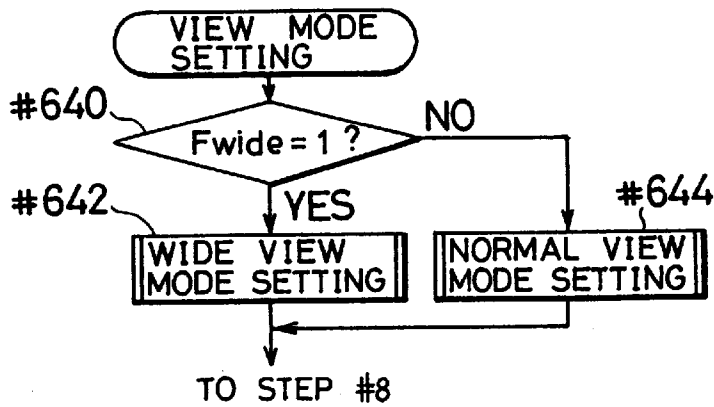 VIEW MODE
SETTING
#640
Fwide = 1 ?
NO
#642
YES
#644
WIDE VIEW
MODE SETTING
NORMAL VIEW
MODE SETTING
TO STEP #8